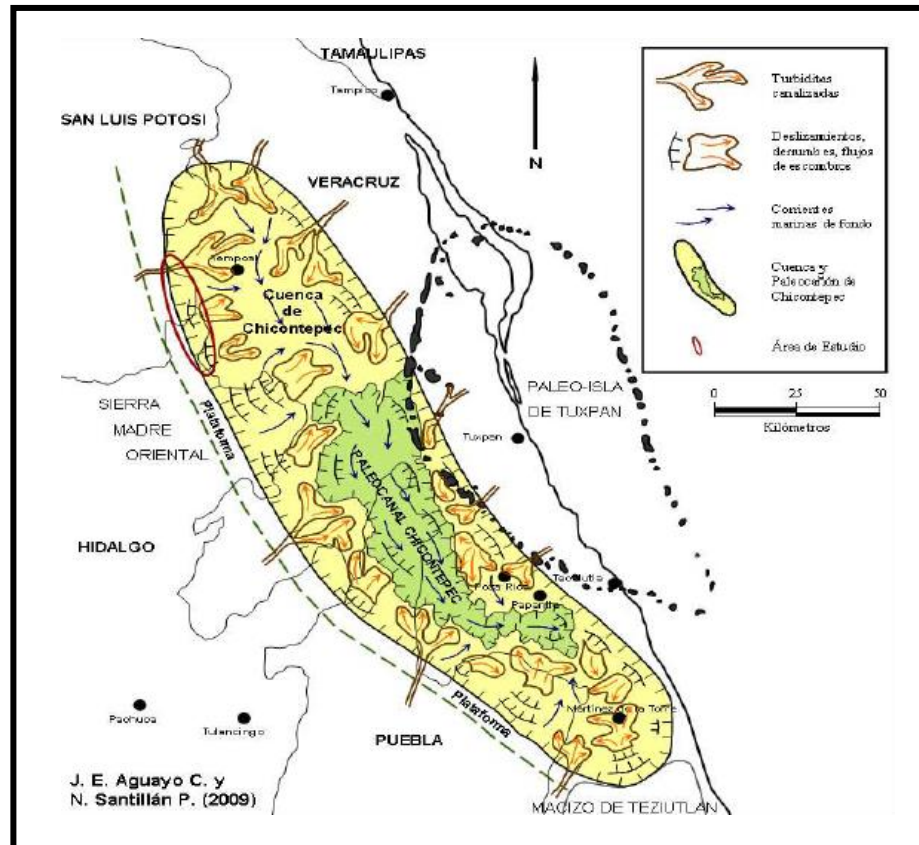 TAMAULIPAS
Tampico
SAN LUIS POTOSI
N
VERACRUZ
Tempoal
Cuenca
de
Chicontepec
PALEO-ISLA
DE TUXPAN
SIERRA
MADRE
ORIENTAL
Plataforma
Tuxpan
PALEOCANAL CHICONTEPEC
HIDALGO
Poza Rica
Tecolutla
Papantla
Pachuca
Tulancingo
Plataforma
Martínez de la Torre
PUEBLA
J. E. Aguayo C. y
N. Santillán P. (2009)
MACIZO DE TEZIUTLAN
Turbiditas
canalizadas
Deslizamientos,
derrumbes, flujos
de escombros
Corrientes
marinas de fondo
Cuenca y
Paleocañón de
Chicontepec
Área de Estudio
0 25 50
Kilómetros